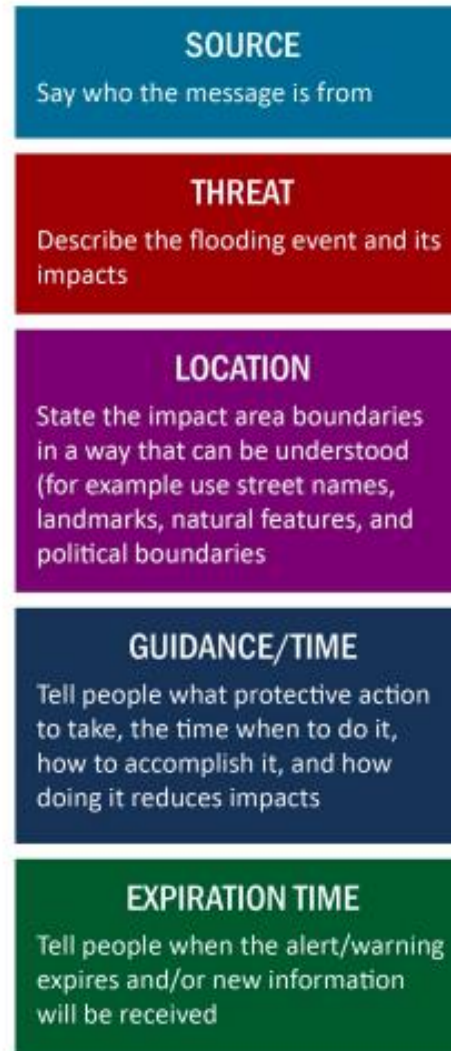 SOURCE
Say who the message is from
THREAT
Describe the flooding event and its
impacts
LOCATION
State the impact area boundaries
in a way that can be understood
(for example use street names,
landmarks, natural features, and
political boundaries
GUIDANCE/TIME
Tell people what protective action
to take, the time when to do it,
how to accomplish it, and how
doing it reduces impacts
EXPIRATION TIME
Tell people when the alert/warning
expires and/or new information
will be received